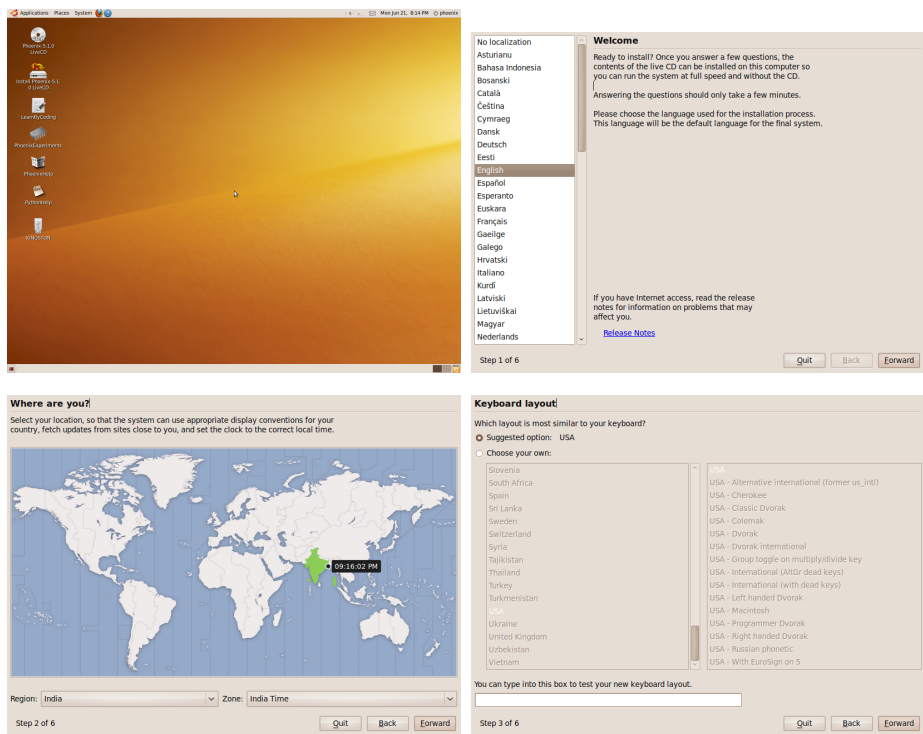 Applications Places System
Mon Jun 21, 8:14 PM phoenix
Phoenix-5.1.0
LiveCD
Install Phoenix-5.1.
0 LiveCD
LearnByCoding
PhoenixExperiments
PhoenixHelp
PythonHelp
KINGSTON
No localization
Asturianu
Bahasa Indonesia
Bosanski
Català
Čeština
Cymraeg
Dansk
Deutsch
Eesti
English
Español
Esperanto
Euskara
Français
Gaeilge
Galego
Hrvatski
Italiano
Kurdî
Latviski
Lietuviškai
Magyar
Nederlands
Welcome
Ready to install? Once you answer a few questions, the
contents of the live CD can be installed on this computer so
you can run the system at full speed and without the CD.
Answering the questions should only take a few minutes.
Please choose the language used for the installation process.
This language will be the default language for the final system.
If you have Internet access, read the release
notes for information on problems that may
affect you.
Release Notes
Step 1 of 6
Quit Back Forward
Where are you?
Select your location, so that the system can use appropriate display conventions for your
country, fetch updates from sites close to you, and set the clock to the correct local time.
09:16:02 PM
Region: India Zone: India Time
Step 2 of 6
Quit Back Forward
Keyboard layout
Which layout is most similar to your keyboard?
Suggested option: USA
Choose your own:
Slovenia
South Africa
Spain
Sri Lanka
Sweden
Switzerland
Syria
Tajikistan
Thailand
Turkey
Turkmenistan
USA
Ukraine
United Kingdom
Uzbekistan
Vietnam
USA
USA - Alternative international (former us_intl)
USA - Cherokee
USA - Classic Dvorak
USA - Colemak
USA - Dvorak
USA - Dvorak international
USA - Group toggle on multiply/divide key
USA - International (AltGr dead keys)
USA - International (with dead keys)
USA - Left handed Dvorak
USA - Macintosh
USA - Programmer Dvorak
USA - Right handed Dvorak
USA - Russian phonetic
USA - With EuroSign on 5
You can type into this box to test your new keyboard layout.
Step 3 of 6
Quit Back Forward